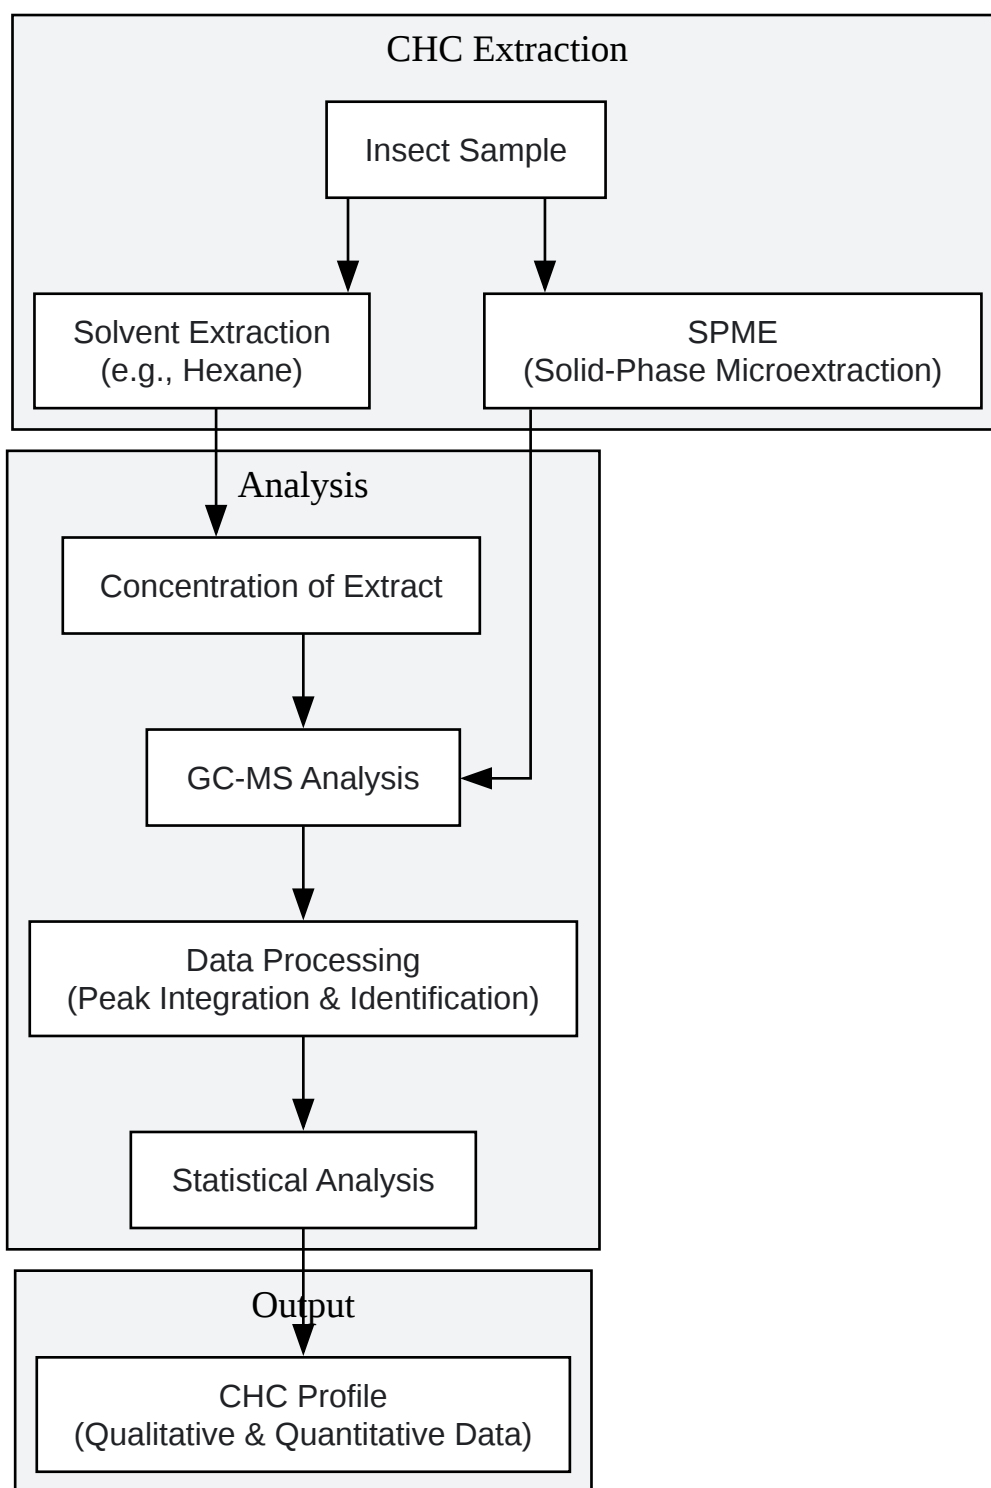 CHC Extraction
Insect Sample
Solvent Extraction
(e.g., Hexane)
SPME
(Solid-Phase Microextraction)
Analysis
Concentration of Extract
GC-MS Analysis
Data Processing
(Peak Integration & Identification)
Statistical Analysis
Output
CHC Profile
(Qualitative & Quantitative Data)